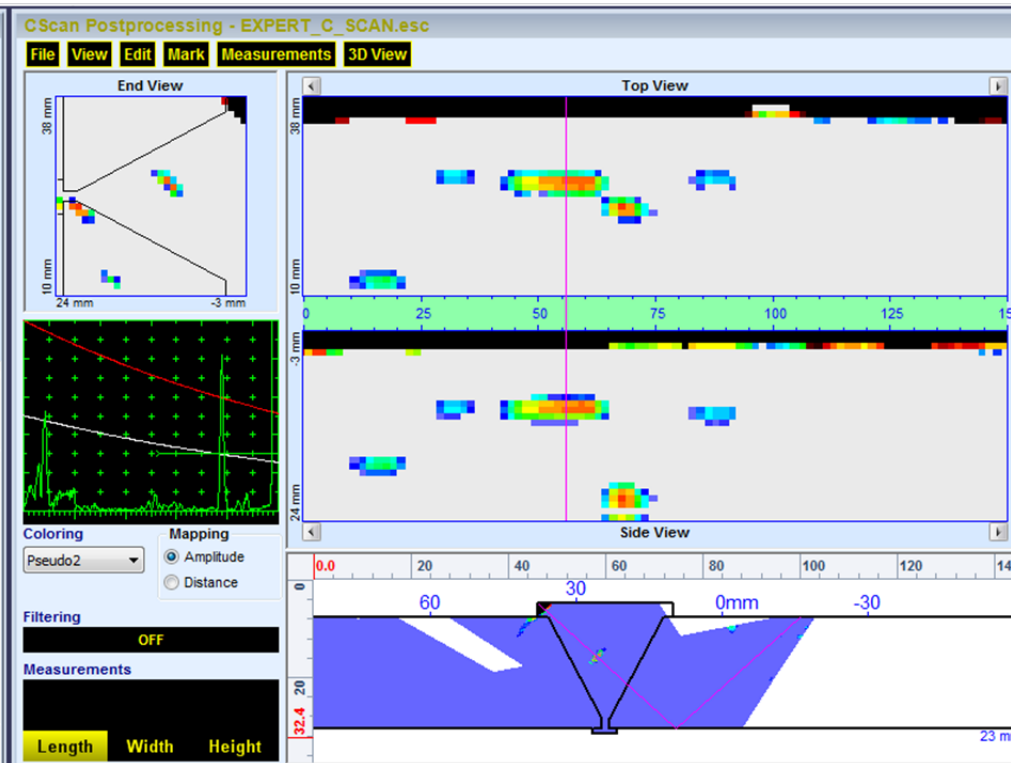 CScan Postprocessing - EXPERT_C_SCAN.esc
File View Edit Mark Measurements 3D View
End View
38 mm
10 mm
24 mm -3 mm
Top View
38 mm
10 mm
0 25 50 75 100 125 15
-3 mm
24 mm
Side View
Coloring
Pseudo2
Mapping
Amplitude
Distance
Filtering
OFF
Measurements
Length Width Height
0.0 20 40 60 80 100 120 14
60 30 0mm -30
0
20
32.4
23 m